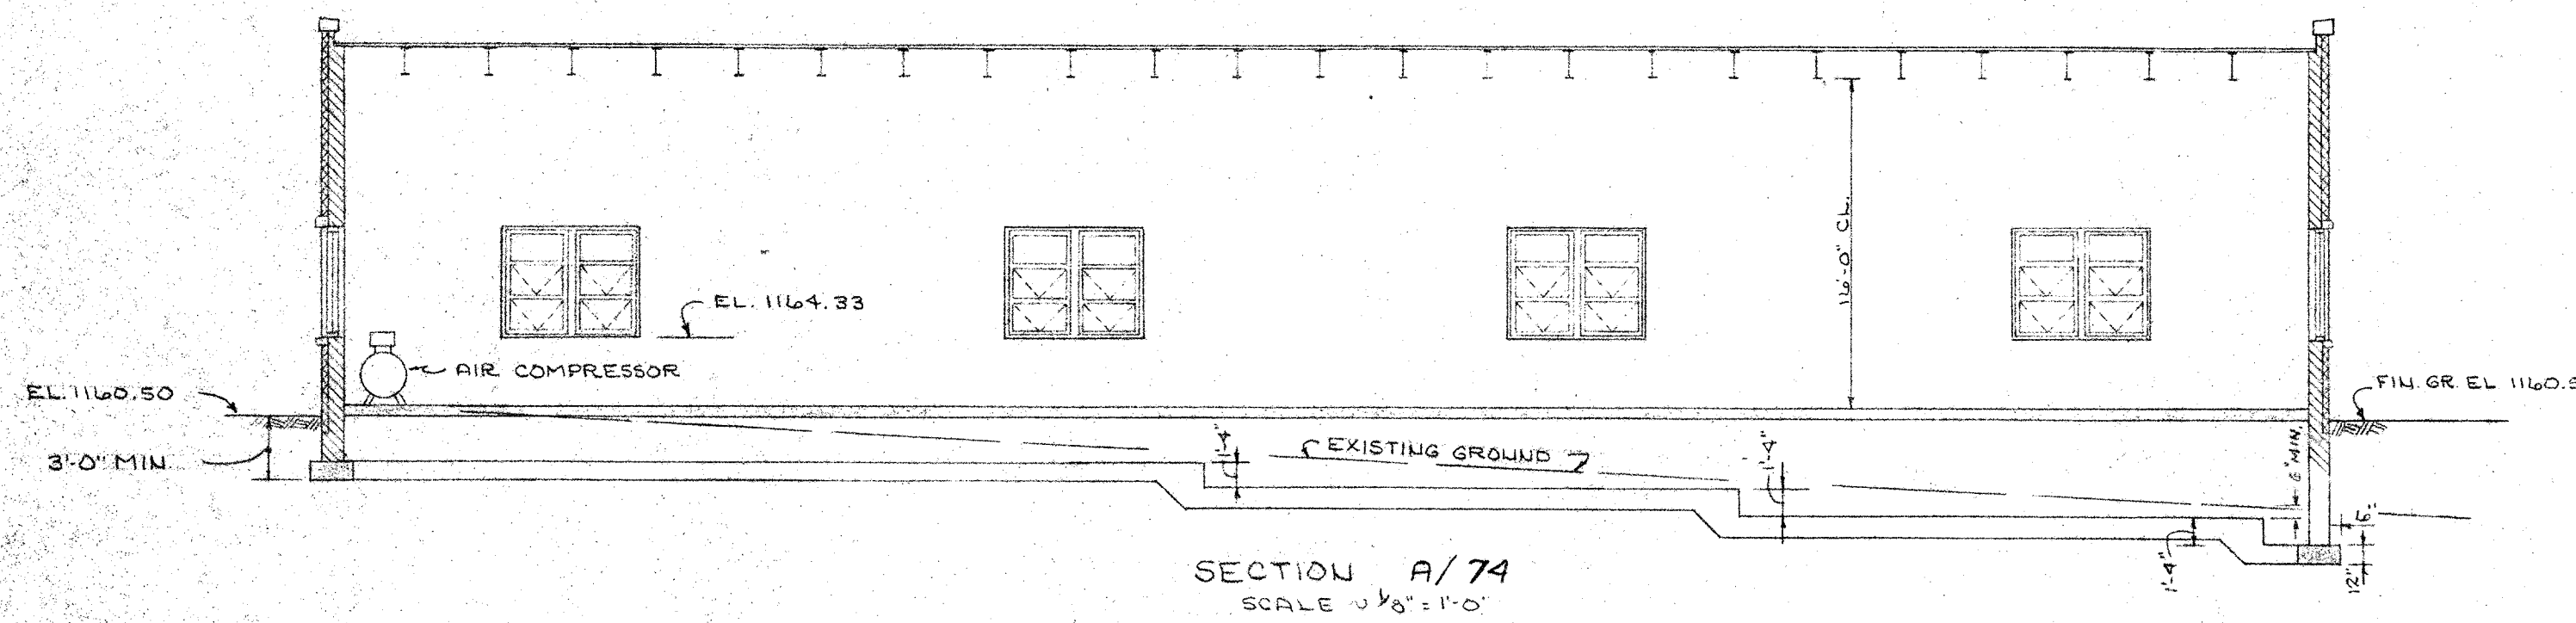 16'-0" CL.
EL. 1164.33
AIR COMPRESSOR
EL. 1160.50
FIN. GR. EL 1160.5
3'-0" MIN.
1'-4"
EXISTING GROUND
1'-4"
6" MIN.
6"
1'-4"
12"
SECTION A/74
SCALE 1/8" = 1'-0"